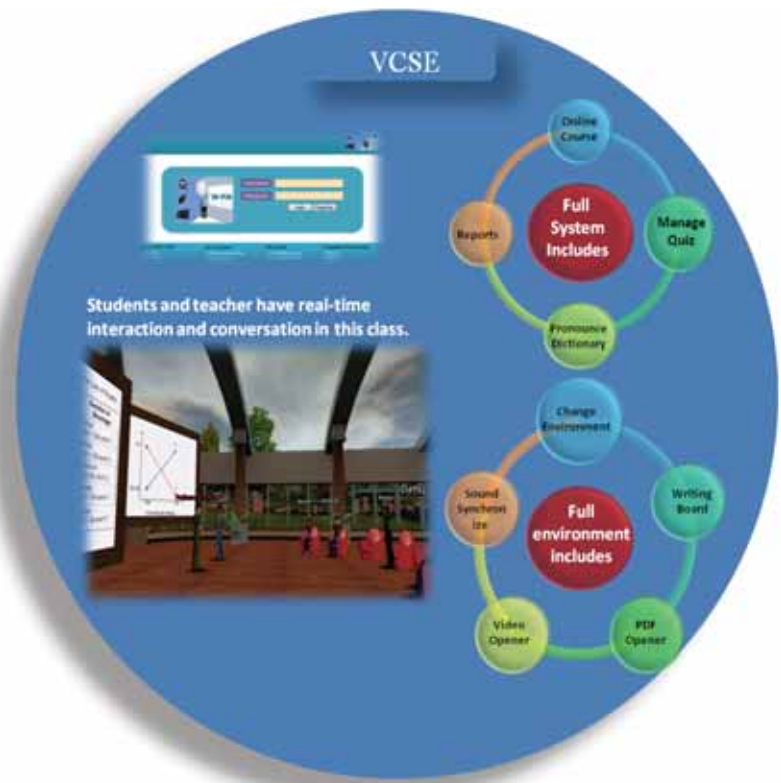 VCSE
Online
Course
Full
System
Includes
Manage
Quiz
Reports
Pronounce
Dictionary
Students and teacher have real-time
interaction and conversation in this class.
Change
Environment
Sound
Synchron
ize
Full
environment
includes
Writing
Board
Video
Opener
PDF
Opener